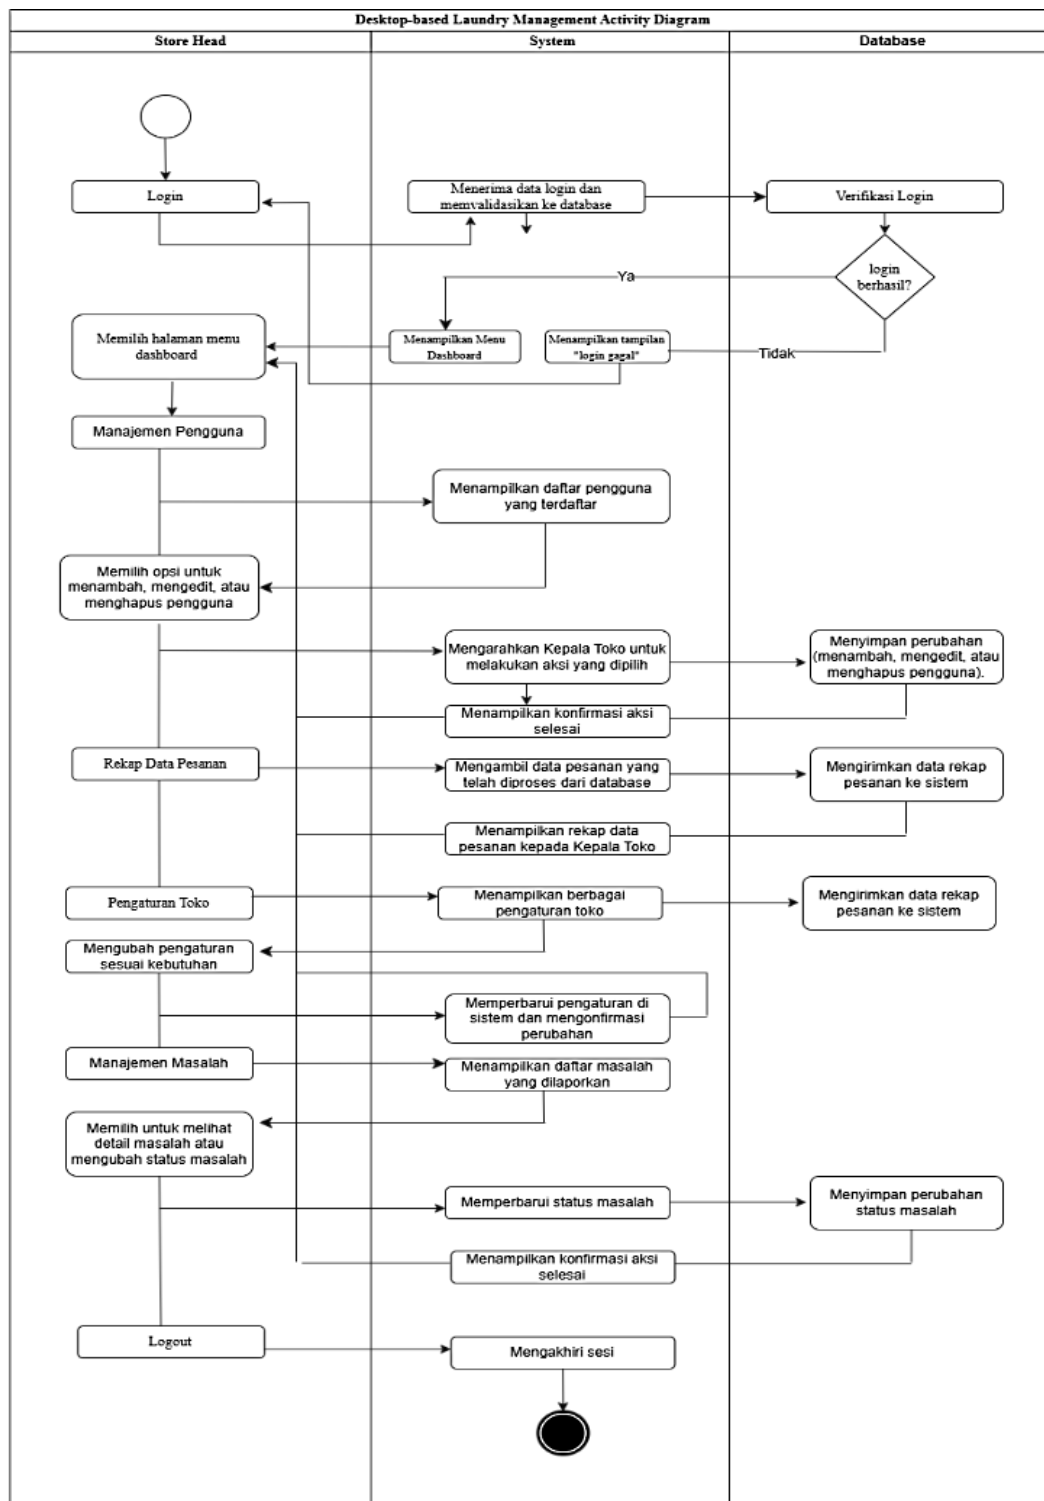 Desktop-based Laundry Management Activity Diagram
Store Head
System
Database
Login
Menerima data login dan
memvalidasikan ke database
Verifikasi Login
login
berhasil?
Ya
Tidak
Memilih halaman menu
dashboard
Menampilkan Menu
Dashboard
Menampilkan tampilan
"login gagal"
Manajemen Pengguna
Menampilkan daftar pengguna
yang terdaftar
Memilih opsi untuk
menambah, mengedit, atau
menghapus pengguna
Mengarahkan Kepala Toko untuk
melakukan aksi yang dipilih
Menyimpan perubahan
(menambah, mengedit, atau
menghapus pengguna).
Menampilkan konfirmasi aksi
selesai
Rekap Data Pesanan
Mengambil data pesanan yang
telah diproses dari database
Mengirimkan data rekap
pesanan ke sistem
Menampilkan rekap data
pesanan kepada Kepala Toko
Pengaturan Toko
Menampilkan berbagai
pengaturan toko
Mengirimkan data rekap
pesanan ke sistem
Mengubah pengaturan
sesuai kebutuhan
Memperbarui pengaturan di
sistem dan mengonfirmasi
perubahan
Manajemen Masalah
Menampilkan daftar masalah
yang dilaporkan
Memilih untuk melihat
detail masalah atau
mengubah status masalah
Memperbarui status masalah
Menyimpan perubahan
status masalah
Menampilkan konfirmasi aksi
selesai
Logout
Mengakhiri sesi